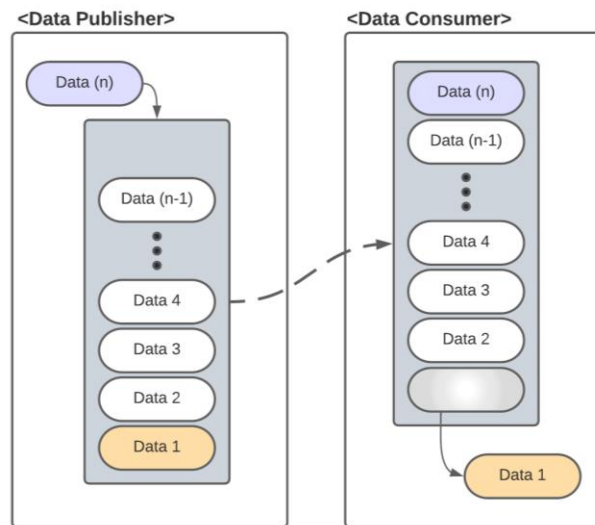 <Data Publisher>
Data (n)
Data (n-1)
Data 4
Data 3
Data 2
Data 1
<Data Consumer>
Data (n)
Data (n-1)
Data 4
Data 3
Data 2
Data 1